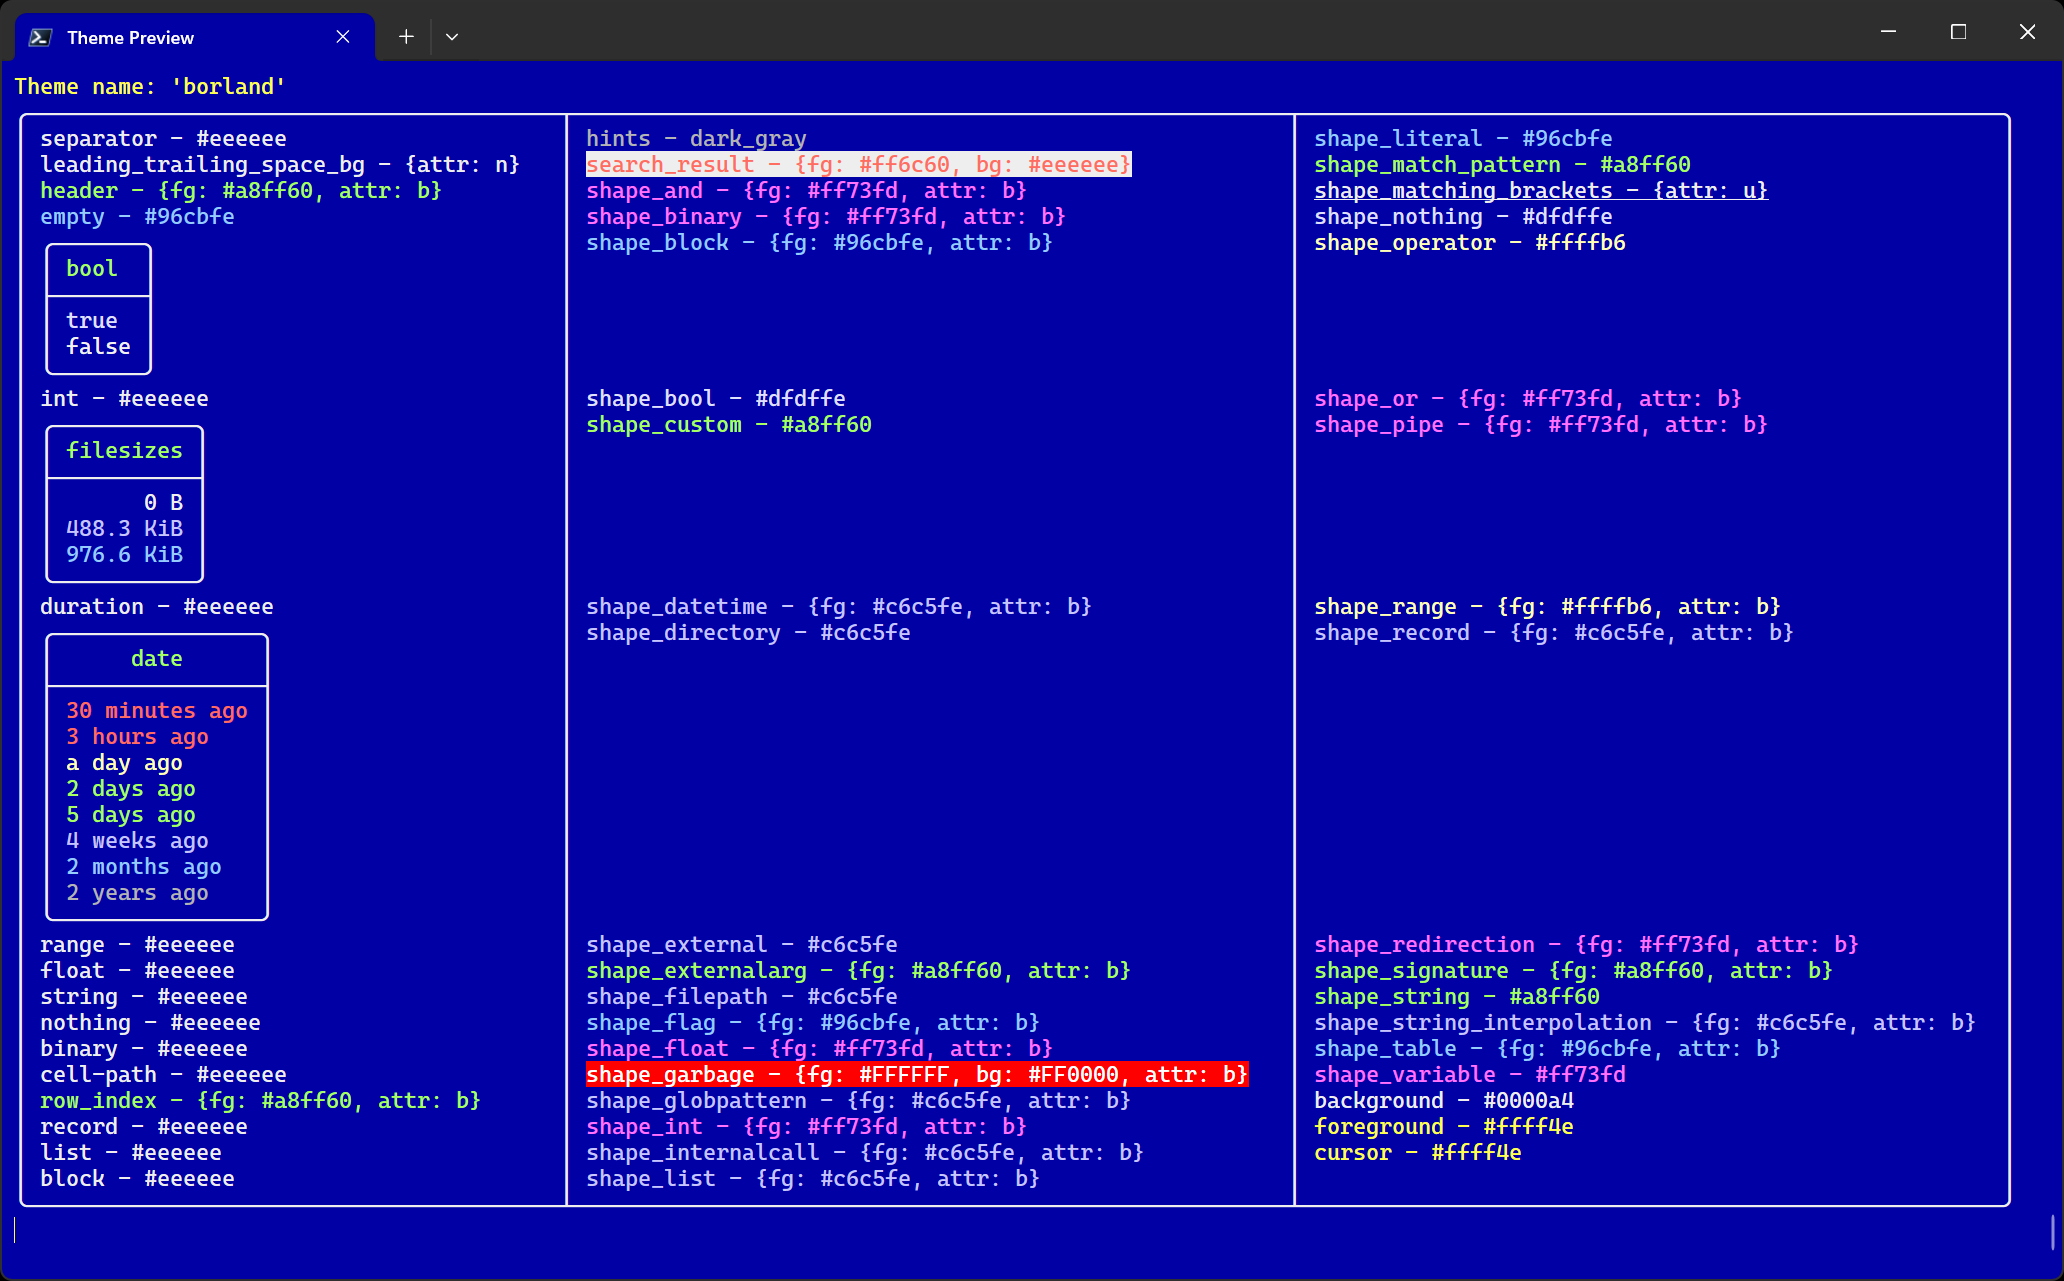 Theme Preview
Theme name: 'borland'
separator - #eeeeee
leading_trailing_space_bg - {attr: n}
header - {fg: #a8ff60, attr: b}
empty - #96cbfe
bool
true
false
int - #eeeeee
filesizes
0 B
488.3 KiB
976.6 KiB
duration - #eeeeee
date
30 minutes ago
3 hours ago
a day ago
2 days ago
5 days ago
4 weeks ago
2 months ago
2 years ago
range - #eeeeee
float - #eeeeee
string - #eeeeee
nothing - #eeeeee
binary - #eeeeee
cell-path - #eeeeee
row_index - {fg: #a8ff60, attr: b}
record - #eeeeee
list - #eeeeee
block - #eeeeee
hints - dark_gray
search_result - {fg: #ff6c60, bg: #eeeeee}
shape_and - {fg: #ff73fd, attr: b}
shape_binary - {fg: #ff73fd, attr: b}
shape_block - {fg: #96cbfe, attr: b}
shape_bool - #dfdffe
shape_custom - #a8ff60
shape_datetime - {fg: #c6c5fe, attr: b}
shape_directory - #c6c5fe
shape_external - #c6c5fe
shape_externalarg - {fg: #a8ff60, attr: b}
shape_filepath - #c6c5fe
shape_flag - {fg: #96cbfe, attr: b}
shape_float - {fg: #ff73fd, attr: b}
shape_garbage - {fg: #FFFFFF, bg: #FF0000, attr: b}
shape_globpattern - {fg: #c6c5fe, attr: b}
shape_int - {fg: #ff73fd, attr: b}
shape_internalcall - {fg: #c6c5fe, attr: b}
shape_list - {fg: #c6c5fe, attr: b}
shape_literal - #96cbfe
shape_match_pattern - #a8ff60
shape_matching_brackets - {attr: u}
shape_nothing - #dfdffe
shape_operator - #ffffb6
shape_or - {fg: #ff73fd, attr: b}
shape_pipe - {fg: #ff73fd, attr: b}
shape_range - {fg: #ffffb6, attr: b}
shape_record - {fg: #c6c5fe, attr: b}
shape_redirection - {fg: #ff73fd, attr: b}
shape_signature - {fg: #a8ff60, attr: b}
shape_string - #a8ff60
shape_string_interpolation - {fg: #c6c5fe, attr: b}
shape_table - {fg: #96cbfe, attr: b}
shape_variable - #ff73fd
background - #0000a4
foreground - #ffff4e
cursor - #ffff4e